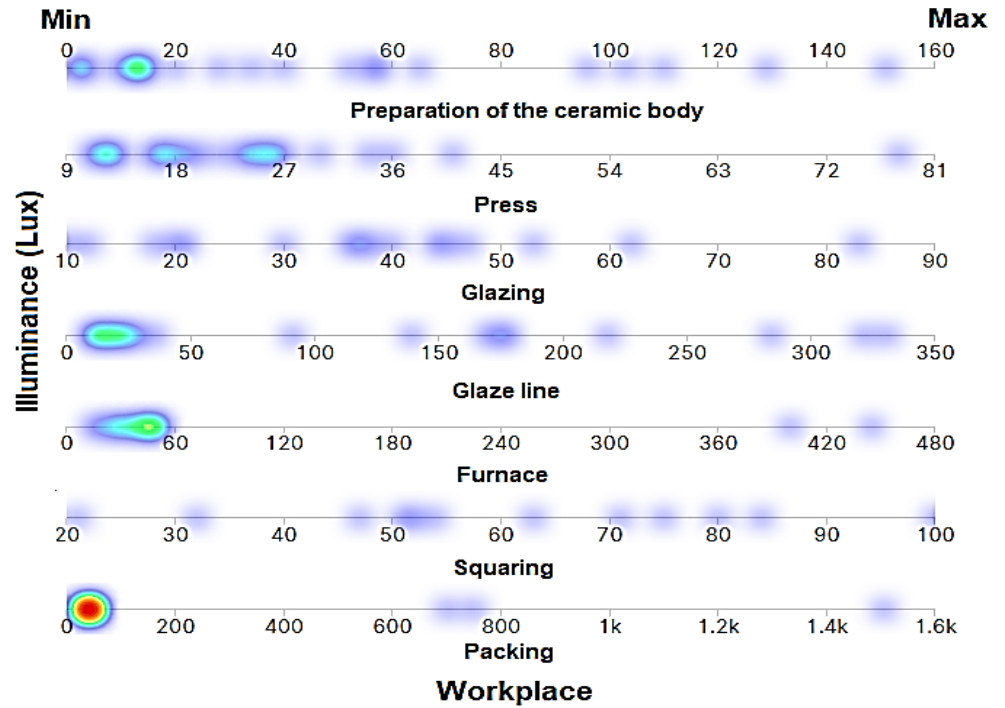 Min Max
0 20 40 60 80 100 120 140 160
Preparation of the ceramic body
9 18 27 36 45 54 63 72 81
Press
10 20 30 40 50 60 70 80 90
Glazing
0 50 100 150 200 250 300 350
Glaze line
0 60 120 180 240 300 360 420 480
Furnace
20 30 40 50 60 70 80 90 100
Squaring
0 200 400 600 800 1k 1.2k 1.4k 1.6k
Packing
Workplace
Illuminance (Lux)